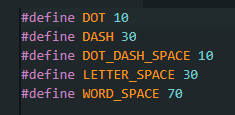 #define DOT 10
#define DASH 30
#define DOT_DASH_SPACE 10
#define LETTER_SPACE 30
#define WORD_SPACE 70